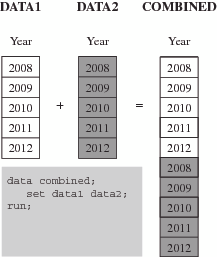 DATA1 DATA2 COMBINED
Year Year Year
2008 2008 2008
2009 2009 2009
2010 + 2010 = 2010
2011 2011 2011
2012 2012 2012
2008
2009
2010
2011
2012
data combined;
set data1 data2;
run;